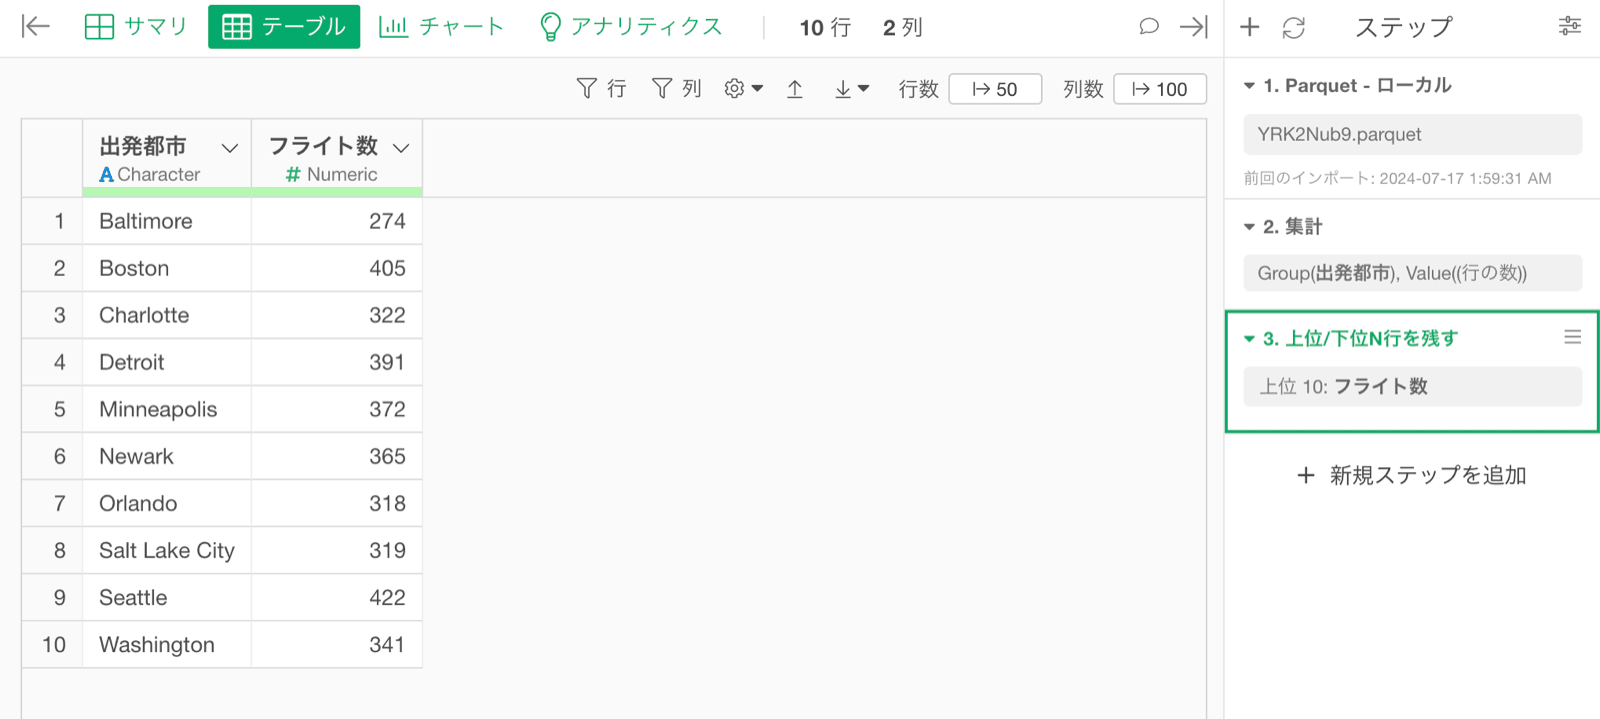 サマリ テーブル チャート アナリティクス 10 行 2 列
行 列 行数 50 列数 100
出発都市 フライト数
Character Numeric
1 Baltimore 274
2 Boston 405
3 Charlotte 322
4 Detroit 391
5 Minneapolis 372
6 Newark 365
7 Orlando 318
8 Salt Lake City 319
9 Seattle 422
10 Washington 341
ステップ
1. Parquet - ローカル
YRK2Nub9.parquet
前回のインポート: 2024-07-17 1:59:31 AM
2. 集計
Group(出発都市), Value((行の数))
3. 上位/下位N行を残す
上位 10: フライト数
+ 新規ステップを追加